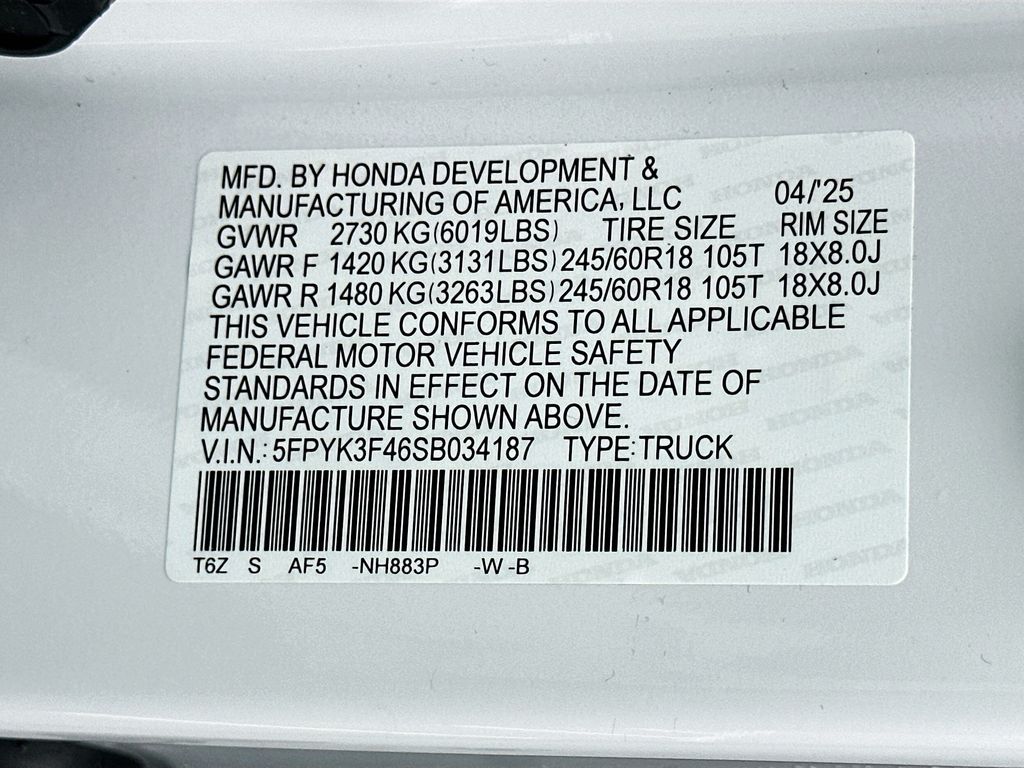 MFD. BY HONDA DEVELOPMENT &
MANUFACTURING OF AMERICA, LLC 04/'25
GVWR 2730 KG(6019LBS) TIRE SIZE RIM SIZE
GAWR F 1420 KG(3131LBS) 245/60R18 105T 18X8.0J
GAWR R 1480 KG(3263LBS) 245/60R18 105T 18X8.0J
THIS VEHICLE CONFORMS TO ALL APPLICABLE
FEDERAL MOTOR VEHICLE SAFETY
STANDARDS IN EFFECT ON THE DATE OF
MANUFACTURE SHOWN ABOVE.
V.I.N.: 5FPYK3F46SB034187 TYPE: TRUCK
T6Z S AF5 -NH883P -W -B